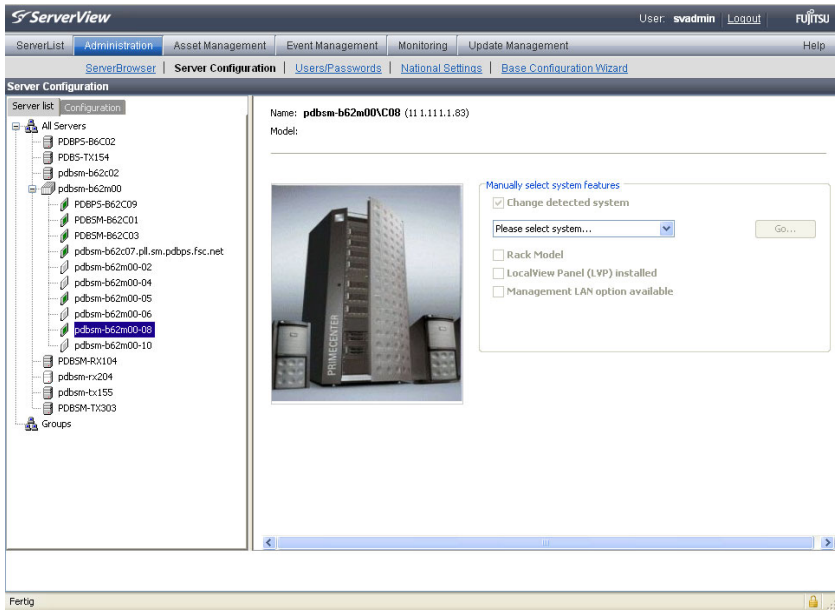 ServerView
User: svadmin Logout
FUJITSU
ServerList Administration Asset Management Event Management Monitoring Update Management Help
ServerBrowser | Server Configuration | Users/Passwords | National Settings | Base Configuration Wizard
Server Configuration
Server list Configuration
All Servers
PDBPS-B6C02
PDBS-TX154
pdbsm-b62c02
pdbsm-b62m00
PDBPS-B62C09
PDBSM-B62C01
PDBSM-B62C03
pdbsm-b62c07.pll.sm.pdbps.fsc.net
pdbsm-b62m00-02
pdbsm-b62m00-04
pdbsm-b62m00-05
pdbsm-b62m00-06
pdbsm-b62m00-08
pdbsm-b62m00-10
PDBSM-RX104
pdbsm-rx204
pdbsm-tx155
PDBSM-TX303
Groups
Name: pdbsm-b62m00\C08 (111.111.1.83)
Model:
PRIMECENTER
Manually select system features
Change detected system
Please select system...
Go...
Rack Model
LocalView Panel (LVP) installed
Management LAN option available
Fertig